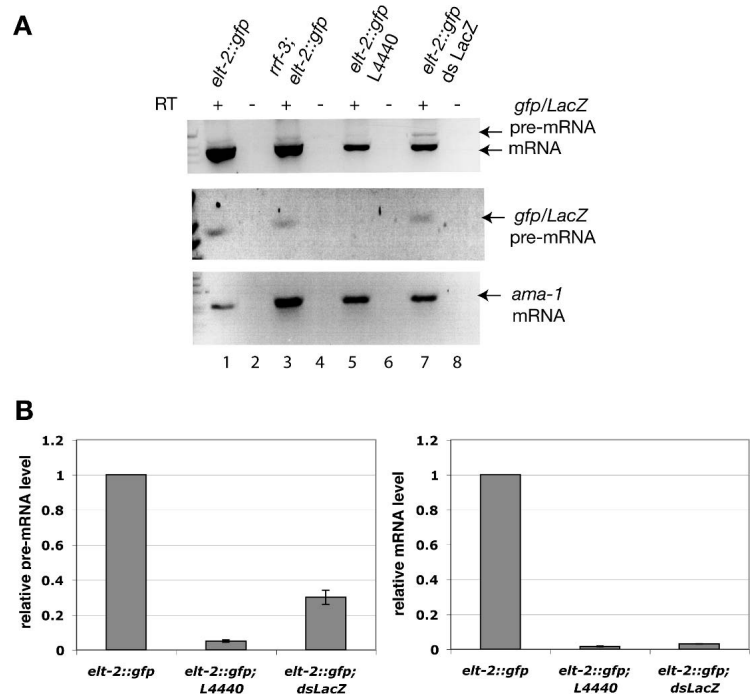 A
elt-2::gfp
rrf-3;
elt-2::gfp
elt-2::gfp
L4440
elt-2::gfp
ds LacZ
RT + - + - + - + -
gfp/LacZ
pre-mRNA
mRNA
gfp/LacZ
pre-mRNA
ama-1
mRNA
1 2 3 4 5 6 7 8
B
relative pre-mRNA level
1.2
1
0.8
0.6
0.4
0.2
0
elt-2::gfp
elt-2::gfp;
L4440
elt-2::gfp;
dsLacZ
relative mRNA level
1.2
1
0.8
0.6
0.4
0.2
0
elt-2::gfp
elt-2::gfp;
L4440
elt-2::gfp;
dsLacZ